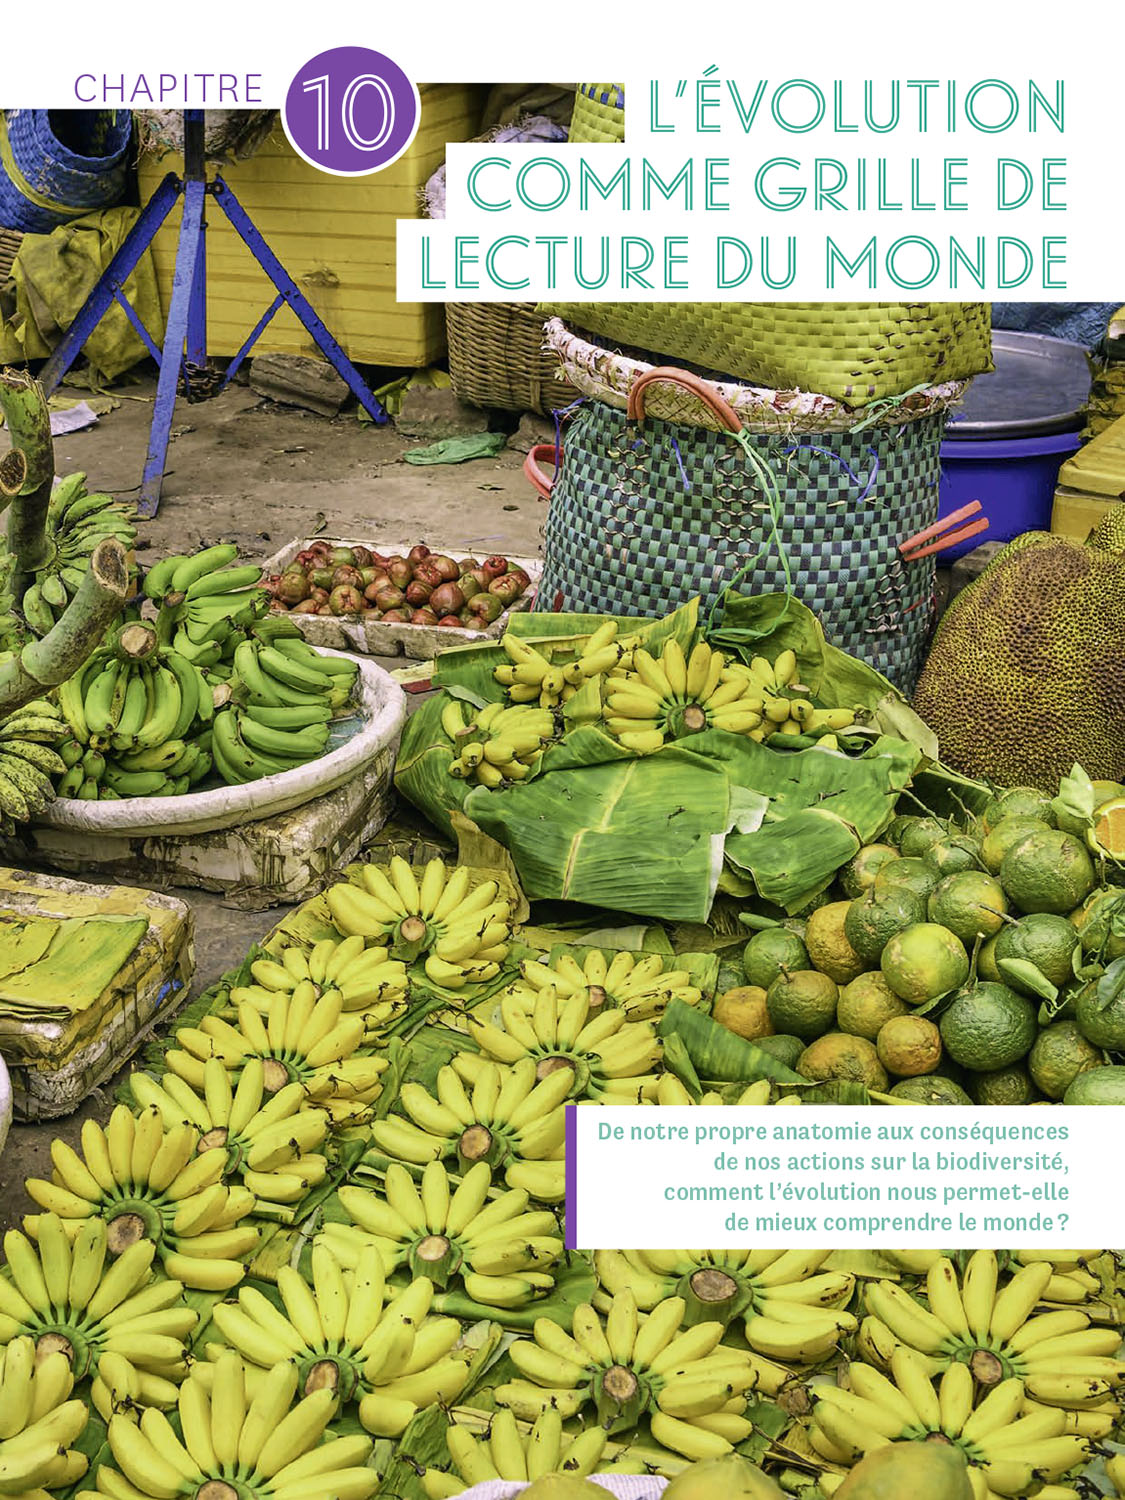 CHAPITRE
10
L’ÉVOLUTION
COMME GRILLE DE
LECTURE DU MONDE
De notre propre anatomie aux conséquences
de nos actions sur la biodiversité,
comment l’évolution nous permet-elle
de mieux comprendre le monde ?